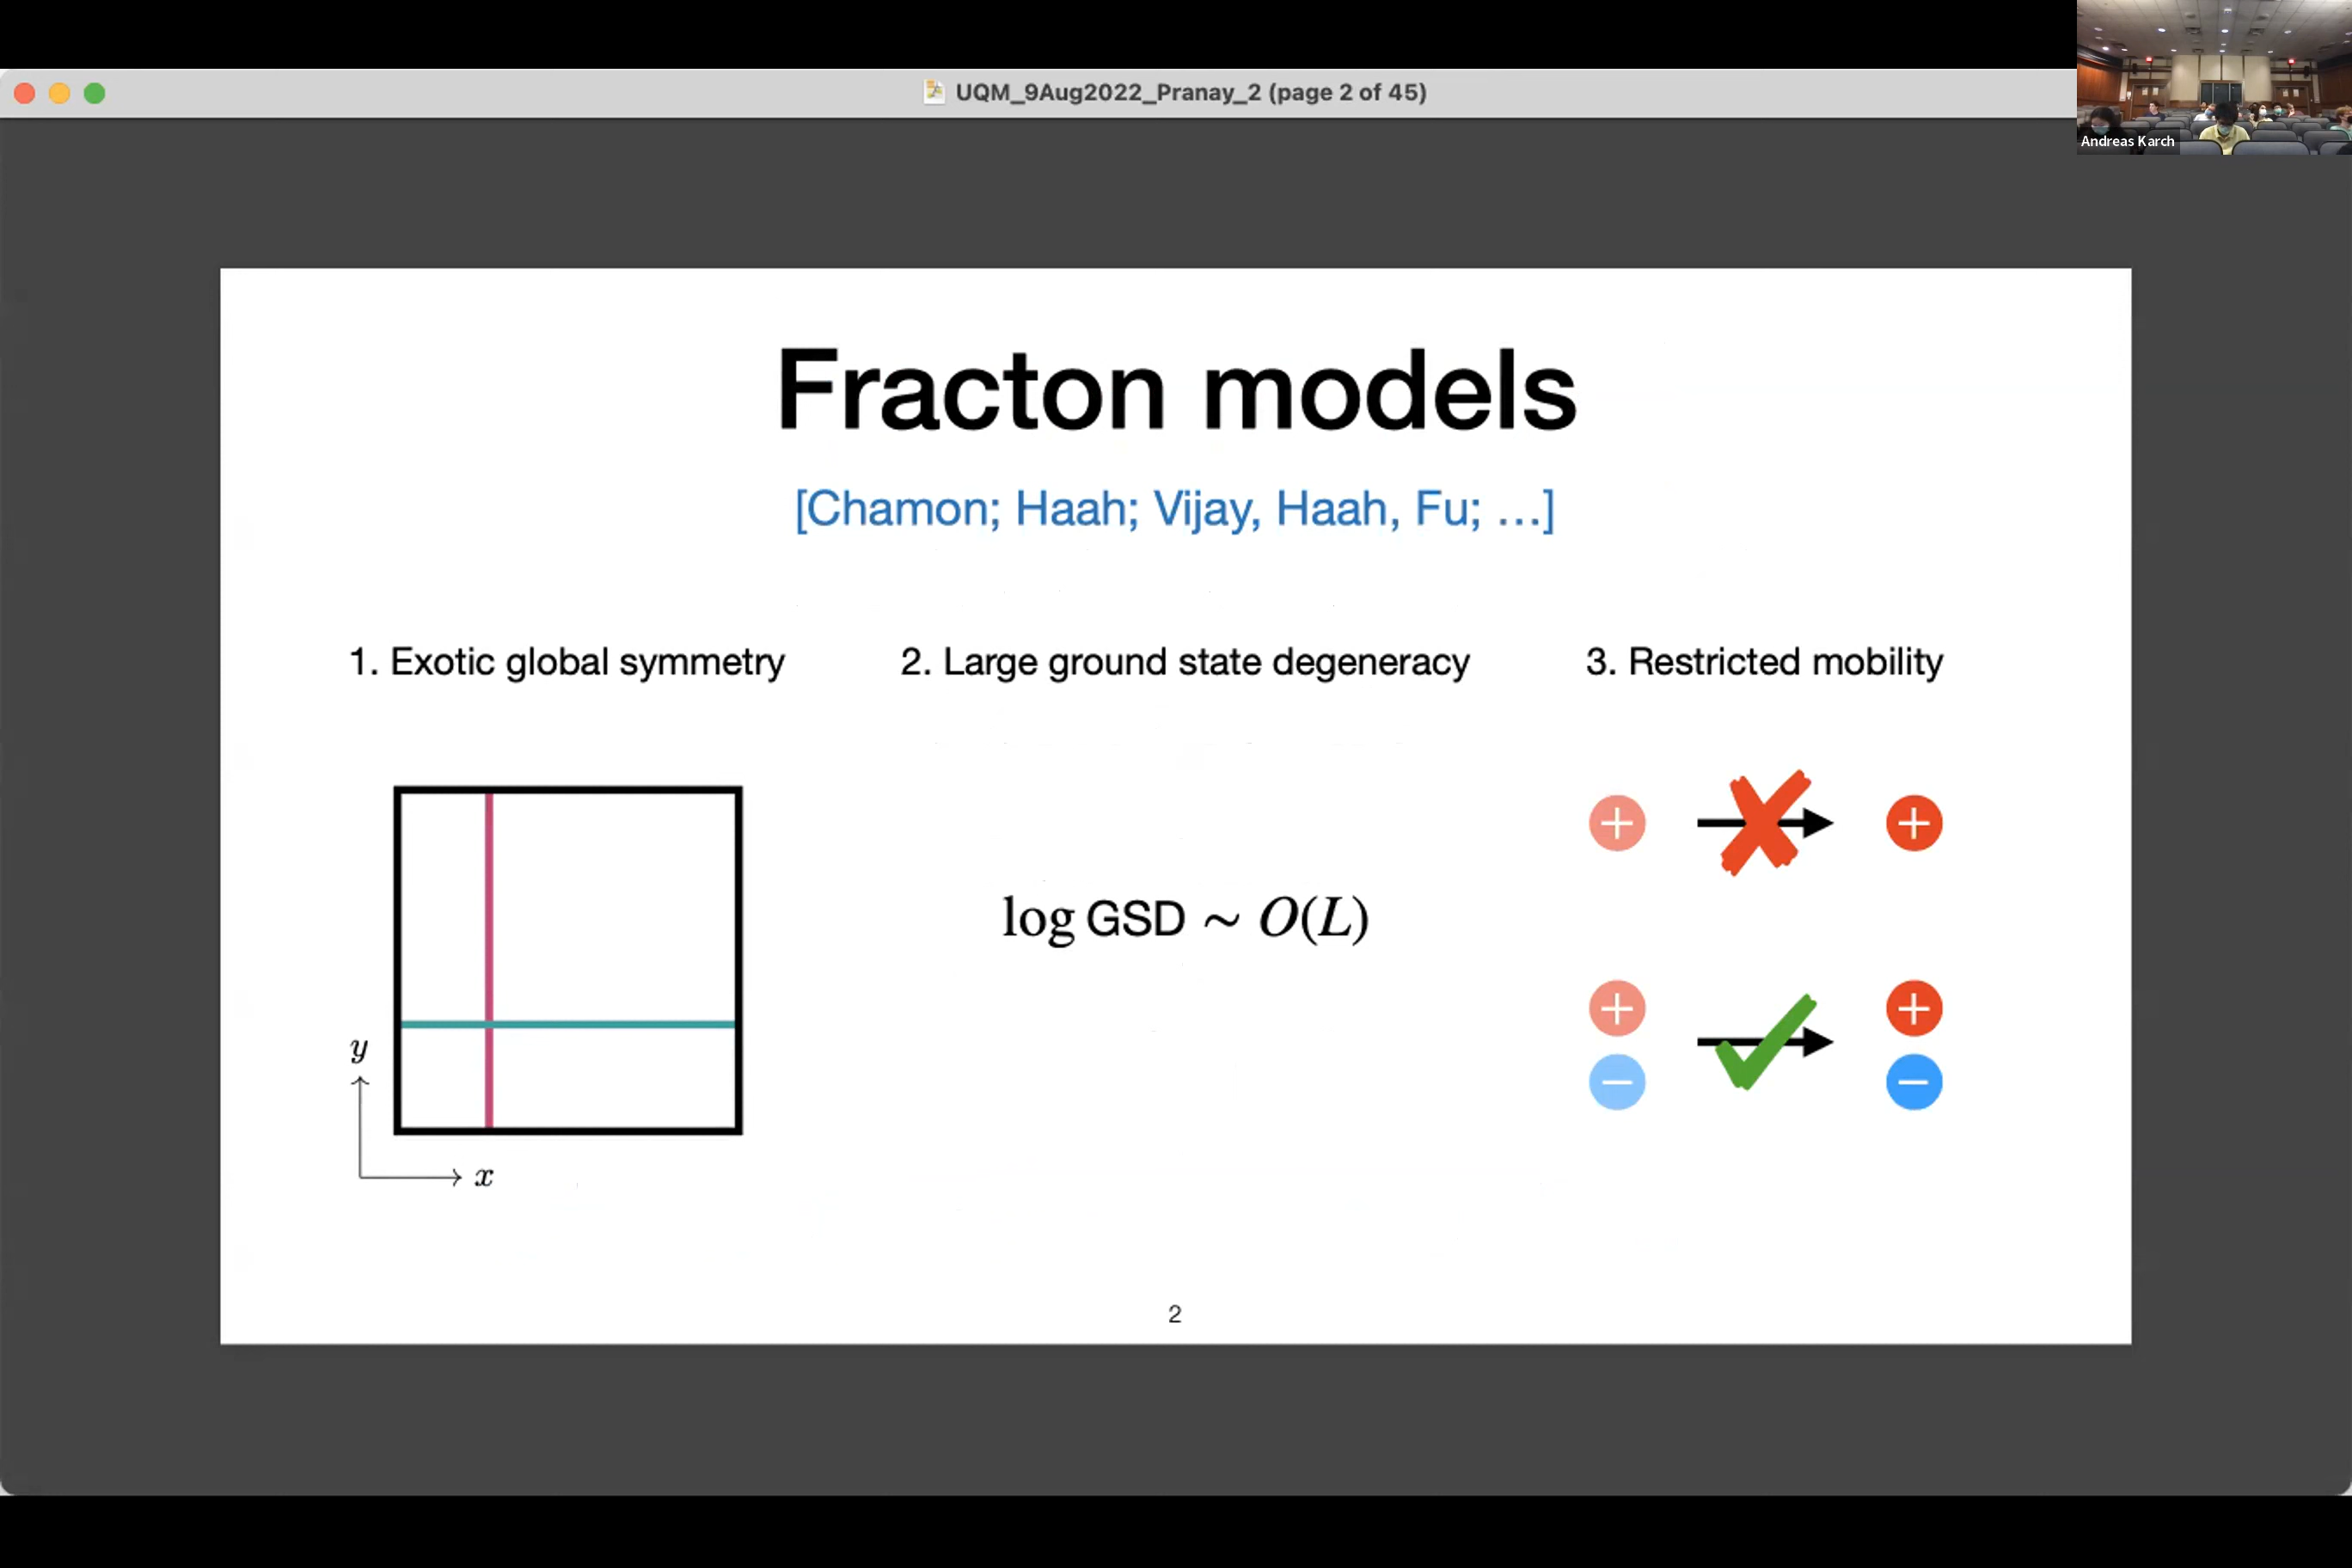 UQM_9Aug2022_Pranay_2 (page 2 of 45)
Andreas Karch
Fracton models
[Chamon; Haah; Vijay, Haah, Fu; …]
1. Exotic global symmetry
2. Large ground state degeneracy
3. Restricted mobility
y
x
log GSD ~ O(L)
+ +
+ +
− −
2